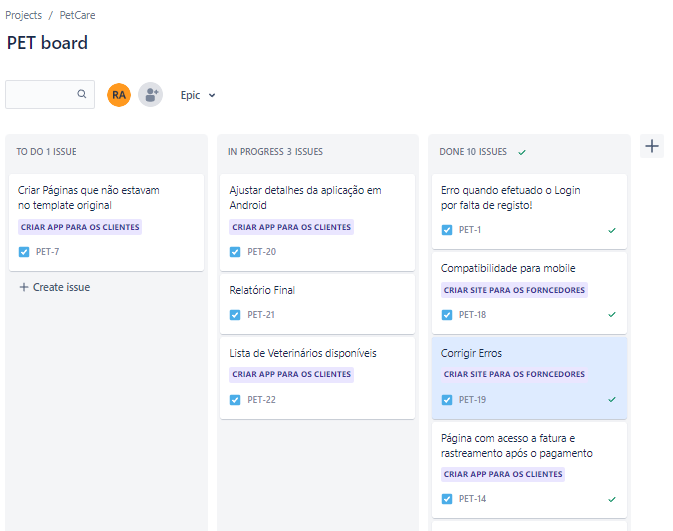 Projects / PetCare
PET board
RA
Epic
TO DO 1 ISSUE
Criar Páginas que não estavam
no template original
CRIAR APP PARA OS CLIENTES
PET-7
+ Create issue
IN PROGRESS 3 ISSUES
Ajustar detalhes da aplicação em
Android
CRIAR APP PARA OS CLIENTES
PET-20
Relatório Final
PET-21
Lista de Veterinários disponíveis
CRIAR APP PARA OS CLIENTES
PET-22
DONE 10 ISSUES
Erro quando efetuado o Login
por falta de registo!
PET-1
Compatibilidade para mobile
CRIAR SITE PARA OS FORNCEDORES
PET-18
Corrigir Erros
CRIAR SITE PARA OS FORNCEDORES
PET-19
Página com acesso a fatura e
rastreamento após o pagamento
CRIAR APP PARA OS CLIENTES
PET-14